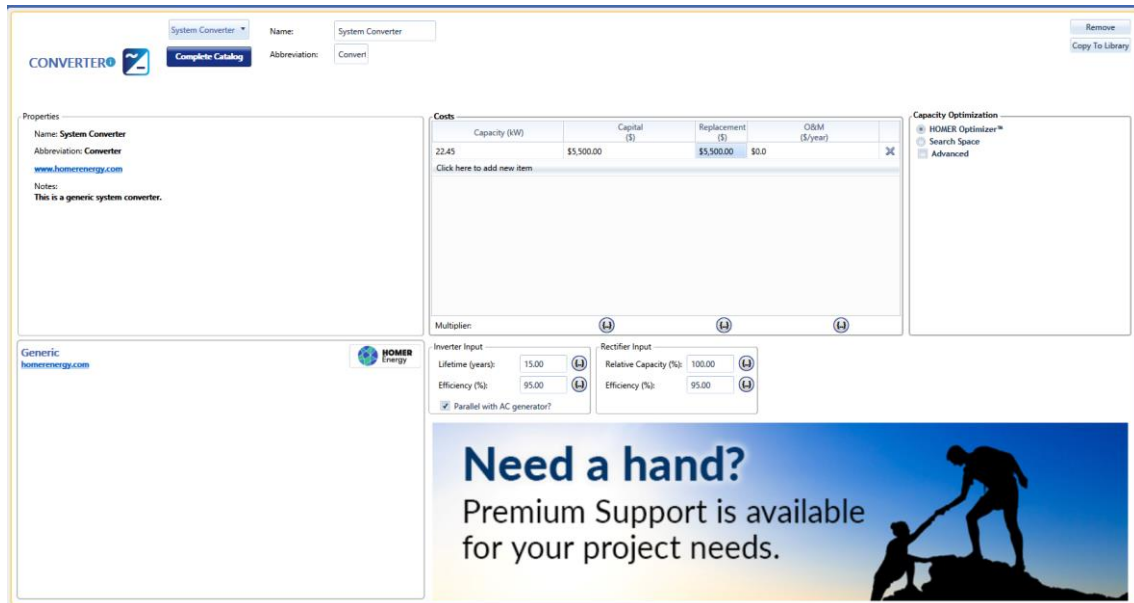 System Converter
Name:
System Converter
Remove
Complete Catalog
Abbreviation:
Convert
Copy To Library
CONVERTER
Properties
Name: System Converter
Abbreviation: Converter
www.homerenergy.com
Notes:
This is a generic system converter.
Costs
Capacity (kW)
Capital
($)
Replacement
($)
O&M
($/year)
22.45
$5,500.00
$5,500.00
$0.0
Click here to add new item
Multiplier:
(..)
(..)
(..)
Capacity Optimization
HOMER Optimizer™
Search Space
Advanced
Generic
homerenergy.com
HOMER
Energy
Inverter Input
Lifetime (years):
15.00
(..)
Efficiency (%):
95.00
(..)
Parallel with AC generator?
Rectifier Input
Relative Capacity (%):
100.00
(..)
Efficiency (%):
95.00
(..)
Need a hand?
Premium Support is available
for your project needs.